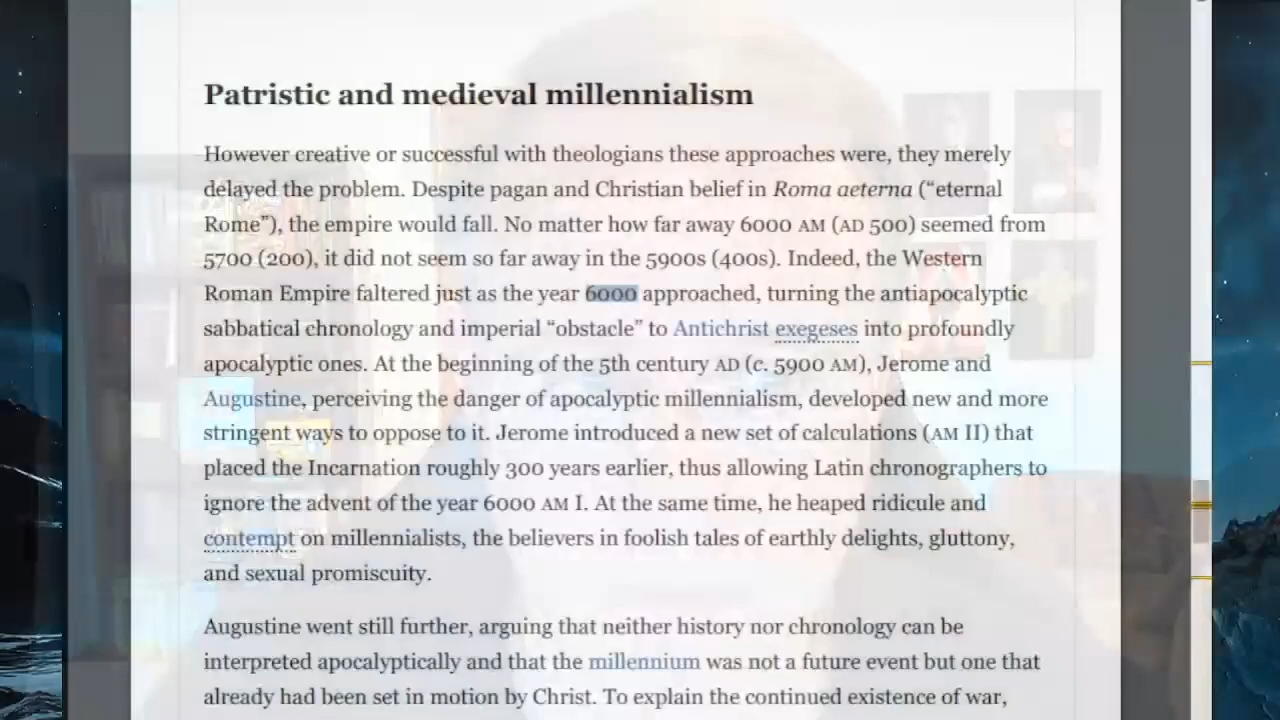 Patristic and medieval millennialism
However creative or successful with theologians these approaches were, they merely
delayed the problem. Despite pagan and Christian belief in Roma aeterna (“eternal
Rome”), the empire would fall. No matter how far away 6000 AM (AD 500) seemed from
5700 (200), it did not seem so far away in the 5900s (400s). Indeed, the Western
Roman Empire faltered just as the year 6000 approached, turning the antiapocalyptic
sabbatical chronology and imperial “obstacle” to Antichrist exegeses into profoundly
apocalyptic ones. At the beginning of the 5th century AD (c. 5900 AM), Jerome and
Augustine, perceiving the danger of apocalyptic millennialism, developed new and more
stringent ways to oppose to it. Jerome introduced a new set of calculations (AM II) that
placed the Incarnation roughly 300 years earlier, thus allowing Latin chronographers to
ignore the advent of the year 6000 AM I. At the same time, he heaped ridicule and
contempt on millennialists, the believers in foolish tales of earthly delights, gluttony,
and sexual promiscuity.
Augustine went still further, arguing that neither history nor chronology can be
interpreted apocalyptically and that the millennium was not a future event but one that
already had been set in motion by Christ. To explain the continued existence of war,